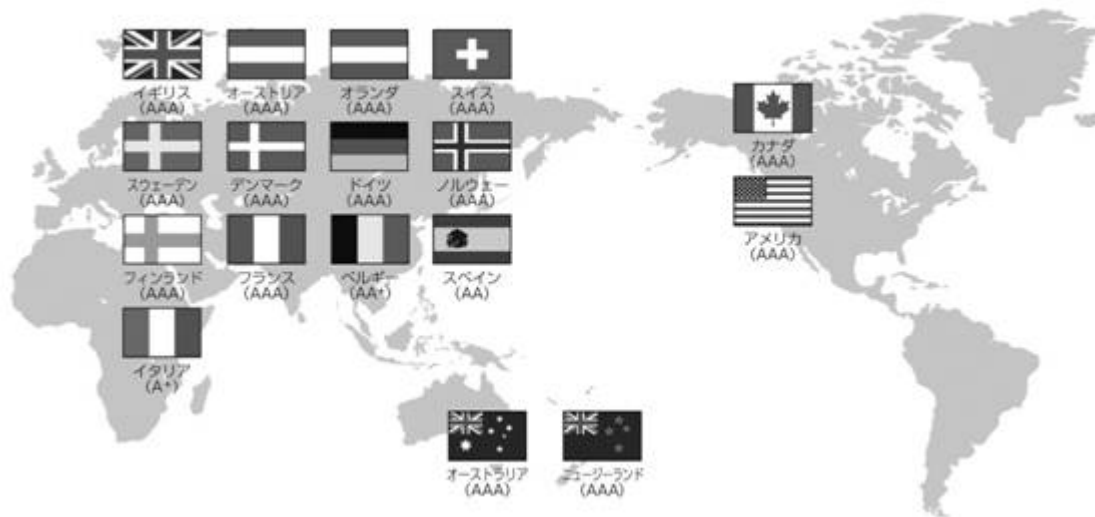 イギリス
(AAA)
オーストリア
(AAA)
オランダ
(AAA)
スイス
(AAA)
スウェーデン
(AAA)
デンマーク
(AAA)
ドイツ
(AAA)
ノルウェー
(AAA)
フィンランド
(AAA)
フランス
(AAA)
ベルギー
(AA+)
スペイン
(AA)
イタリア
(A+)
カナダ
(AAA)
アメリカ
(AAA)
オーストラリア
(AAA)
ニュージーランド
(AAA)